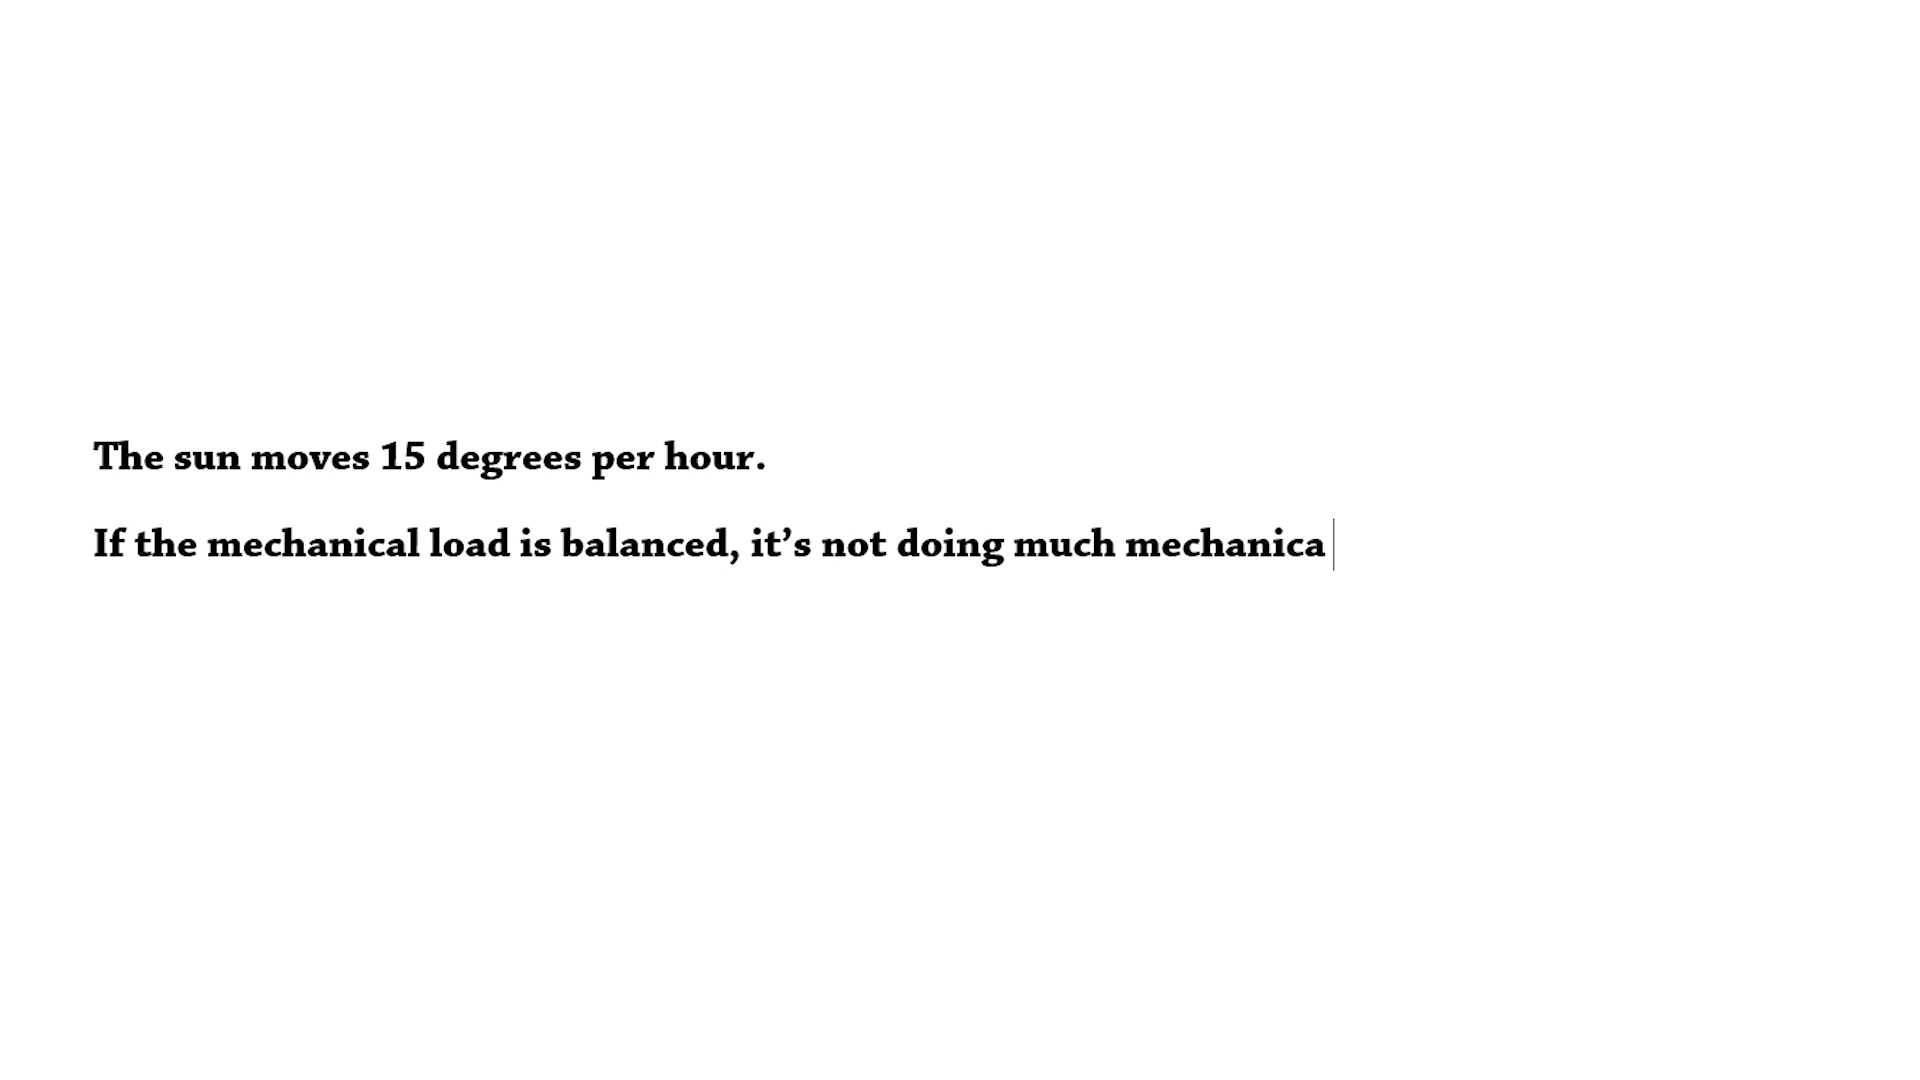 The sun moves 15 degrees per hour.
If the mechanical load is balanced, it’s not doing much mechanica